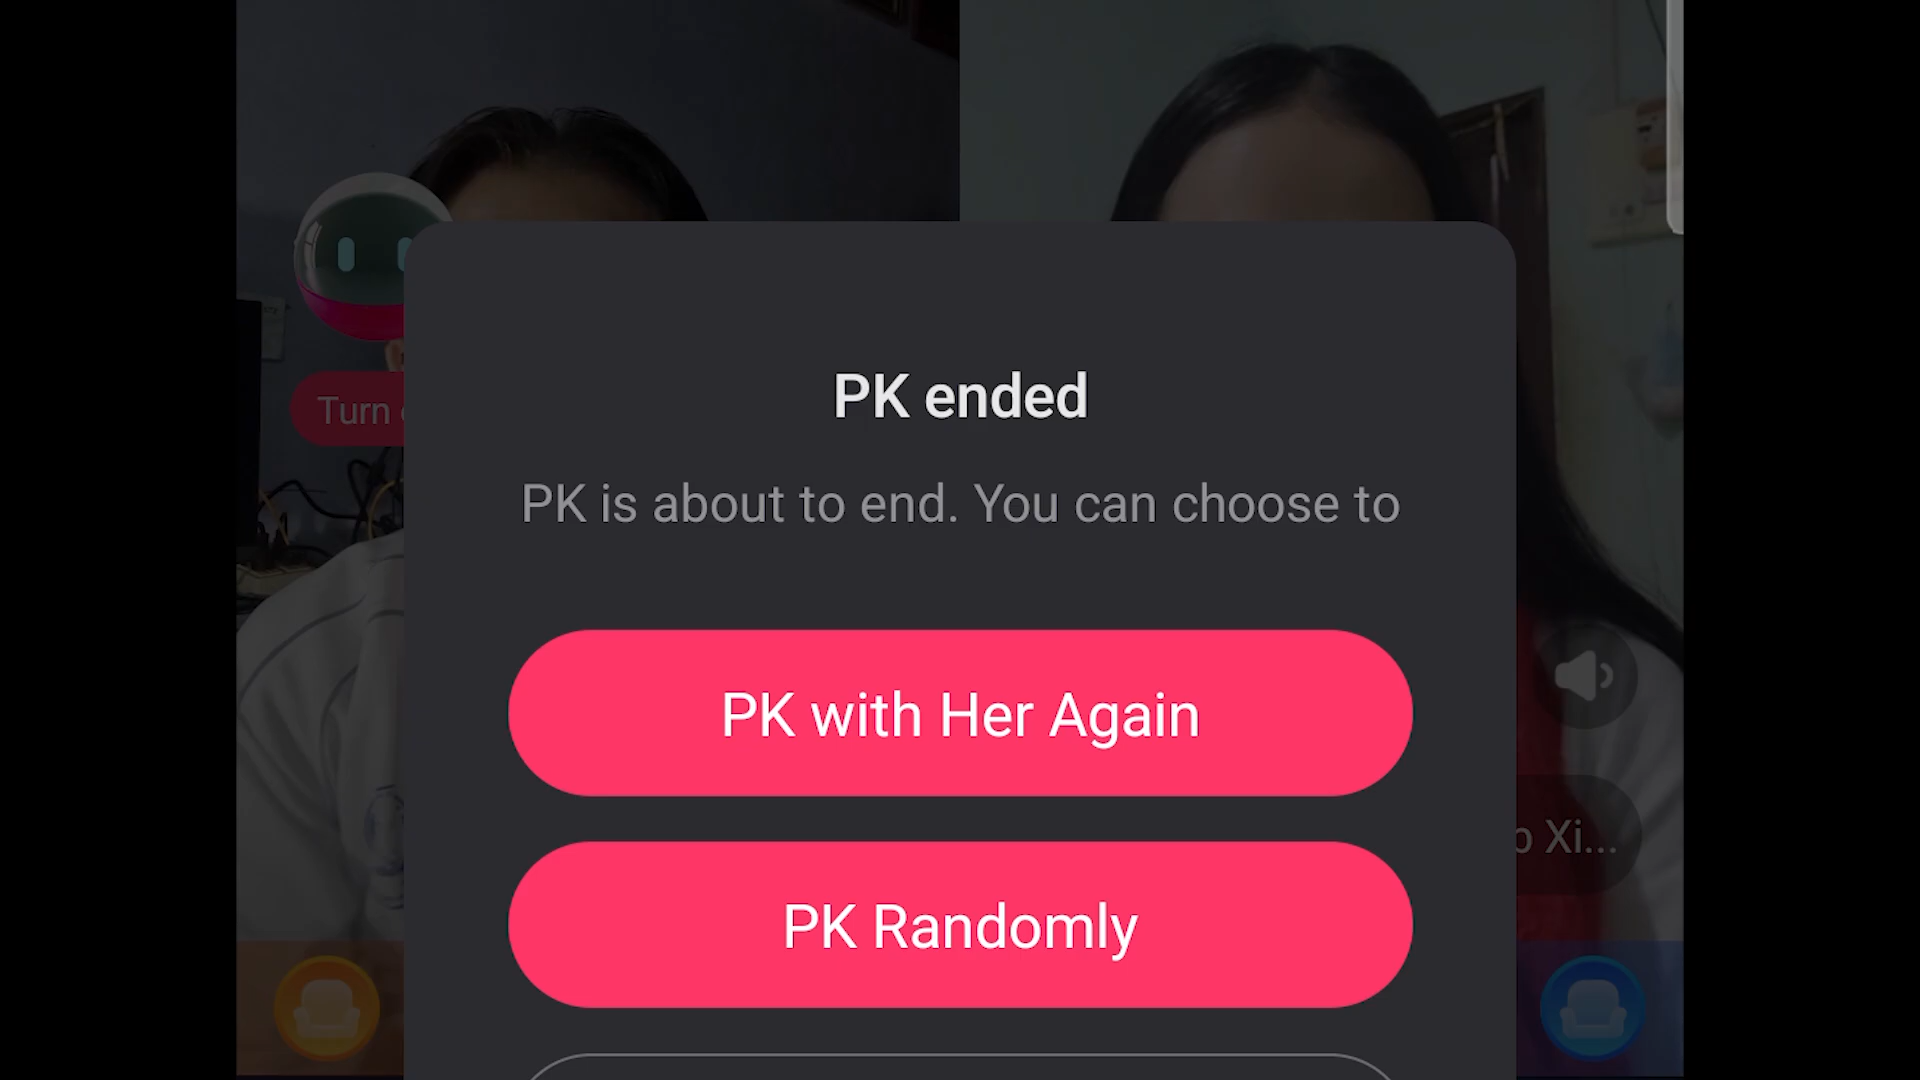 PK ended
Turn
PK is about to end. You can choose to
PK with Her Again
Xi...
PK Randomly